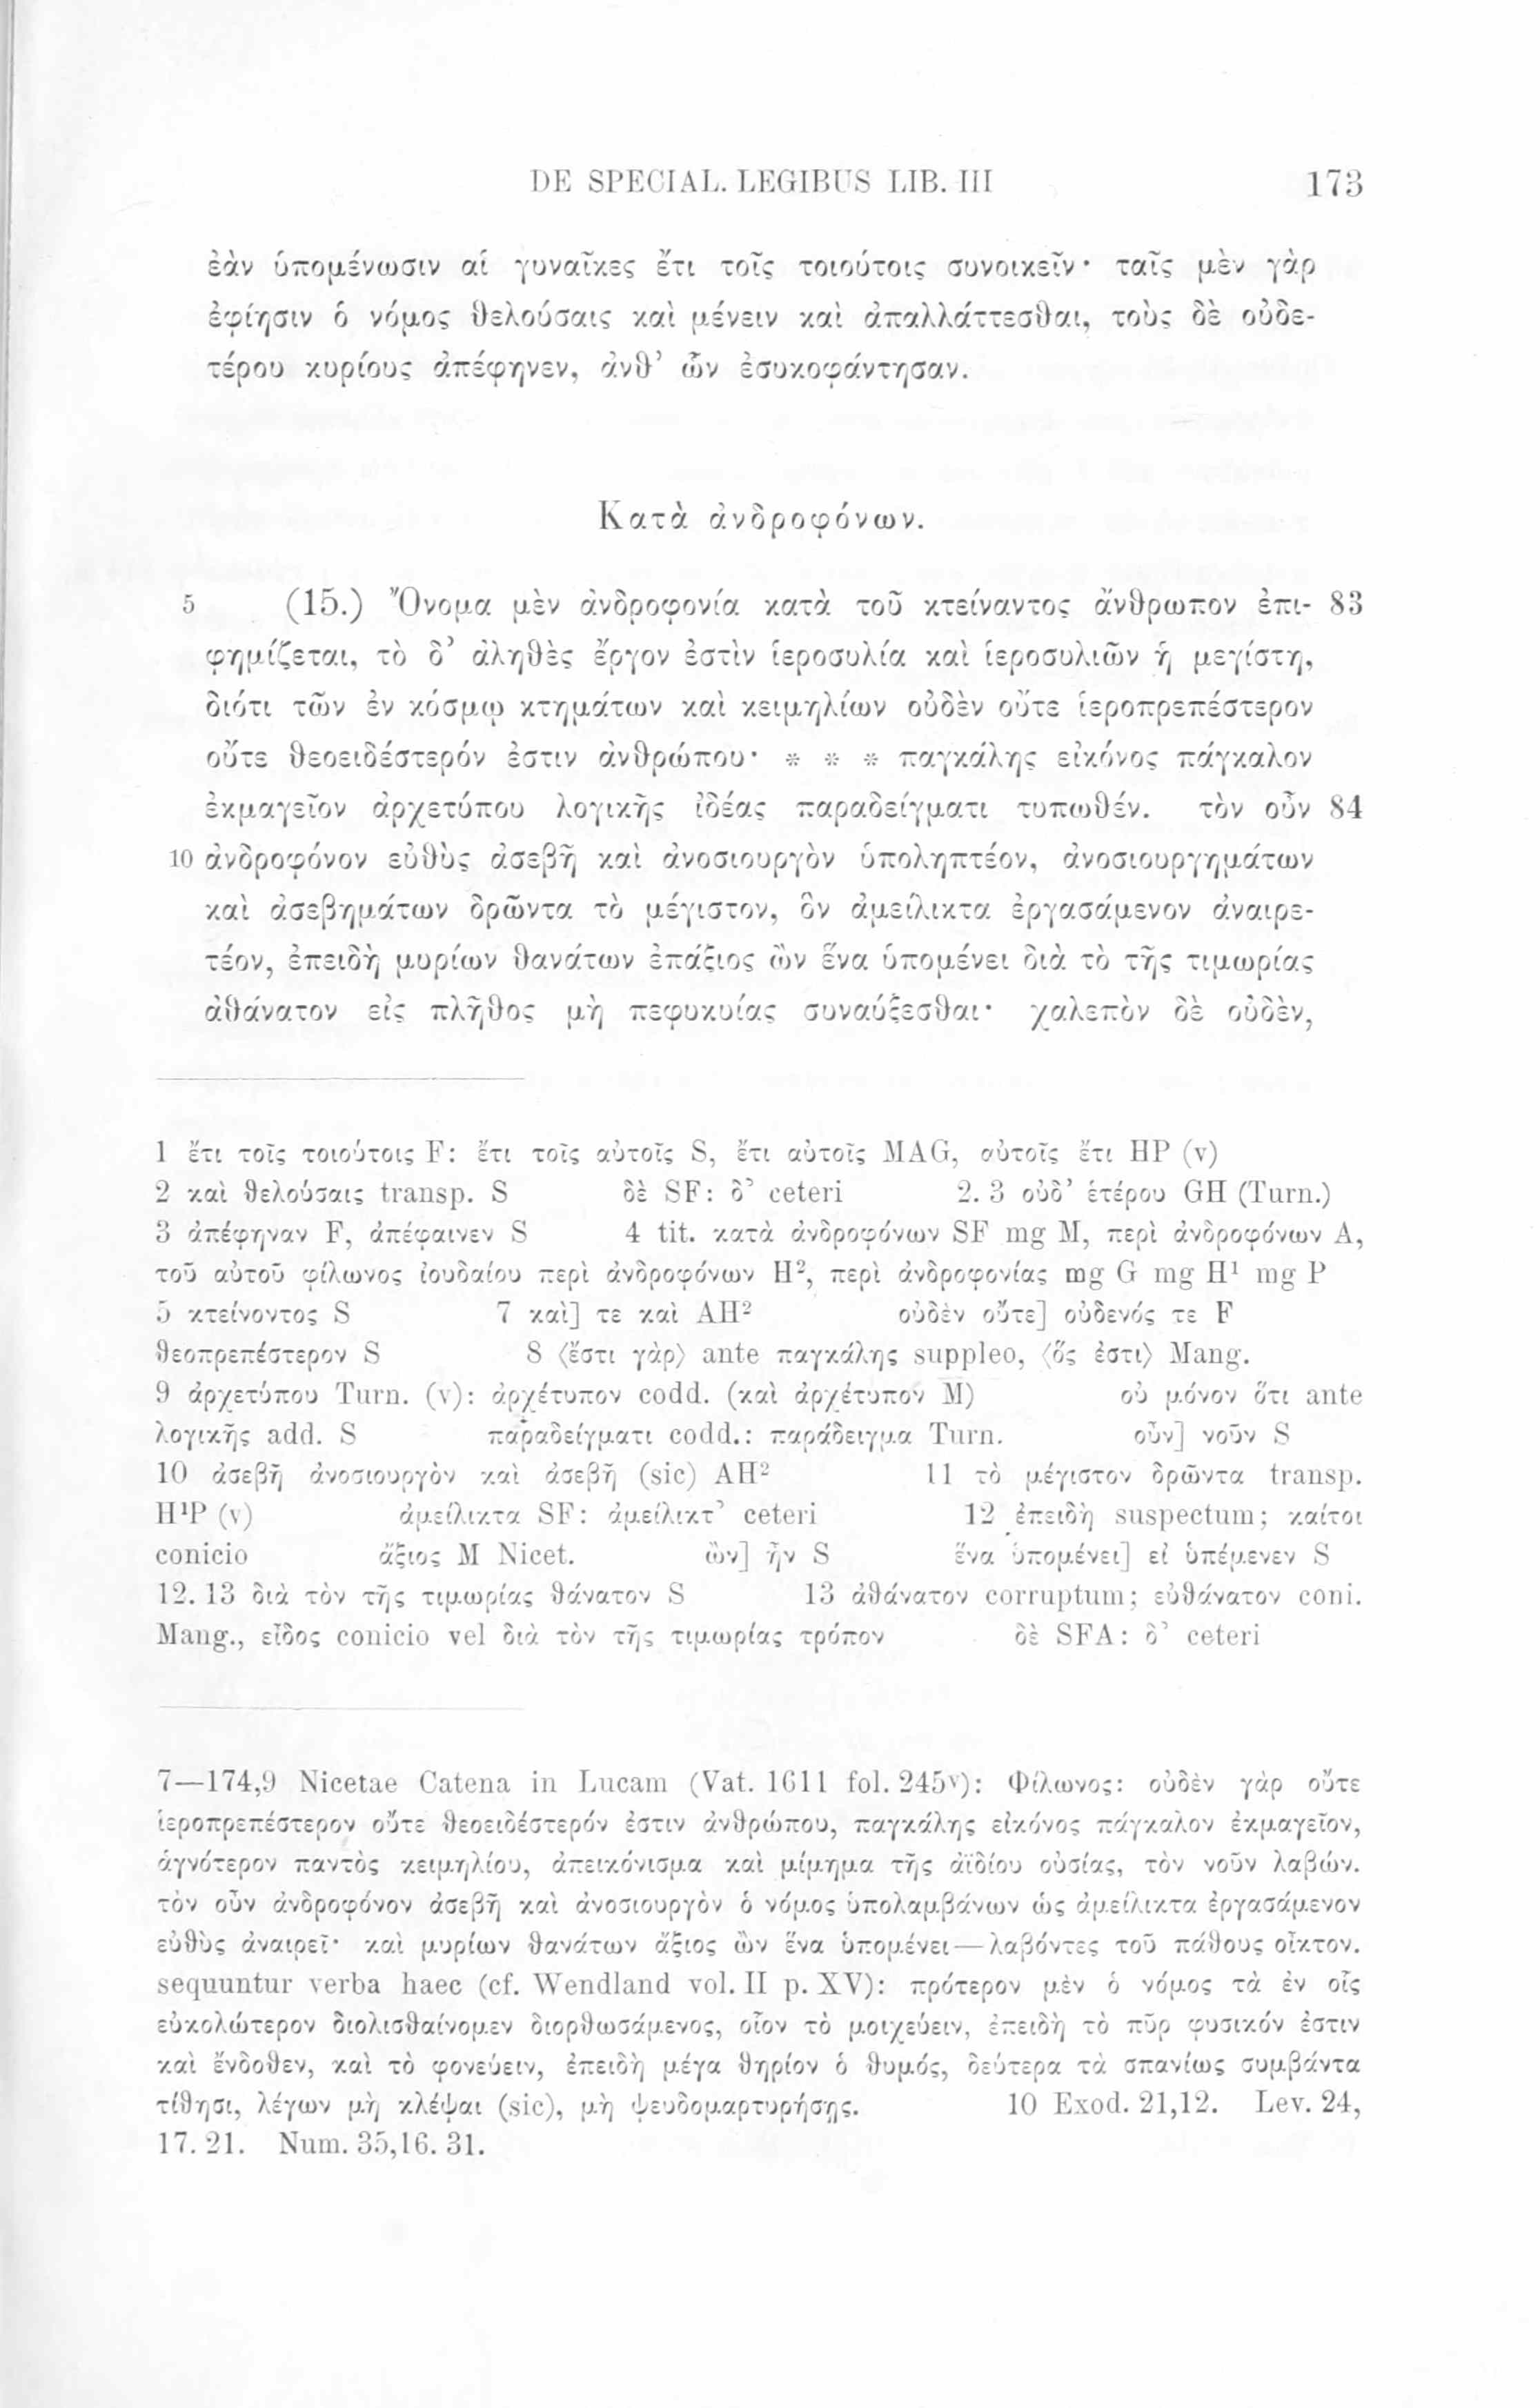 DE SPECIAL. LEGIBUS LIB. III 173
ἐὰν ὑπομένωσιν αἱ γυναῖκες ἔτι τοῖς τοιούτοις συνοικεῖν· ταῖς μὲν γὰρ
ἐφίησιν ὁ νόμος θελούσαις καὶ μένειν καὶ ἀπαλλάττεσθαι, τοὺς δὲ οὐδε-
τέρου κυρίους ἀπέφηνεν, ἀνθ’ ὧν ἐσυκοφάντησαν.
Κατὰ ἀνδροφόνων.
5 (15.) Ὄνομα μὲν ἀνδροφονία κατὰ τοῦ κτείναντος ἄνθρωπον ἐπι- 83
φημίζεται, τὸ δ’ ἀληθὲς ἔργον ἐστὶν ἱεροσυλία καὶ ἱεροσυλιῶν ἡ μεγίστη,
διότι τῶν ἐν κόσμῳ κτημάτων καὶ κειμηλίων οὐδὲν οὔτε ἱεροπρεπέστερον
οὔτε θεοειδέστερόν ἐστιν ἀνθρώπου· * * * παγκάλης εἰκόνος πάγκαλον
ἐκμαγεῖον ἀρχετύπου λογικῆς ἰδέας παραδείγματι τυπωθέν. τὸν οὖν 84
10 ἀνδροφόνον εὐθὺς ἀσεβῆ καὶ ἀνοσιουργὸν ὑποληπτέον, ἀνοσιουργημάτων
καὶ ἀσεβημάτων δρῶντα τὸ μέγιστον, ὃν ἀμείλικτα ἐργασάμενον ἀναιρε-
τέον, ἐπειδὴ μυρίων θανάτων ἐπάξιος ὢν ἕνα ὑπομένει διὰ τὸ τῆς τιμωρίας
ἀθάνατον εἰς πλῆθος μὴ πεφυκυίας συναύξεσθαι· χαλεπὸν δὲ οὐδὲν,
1 ἔτι τοῖς τοιούτοις F: ἔτι τοῖς αὐτοῖς S, ἔτι αὐτοῖς MAG, αὐτοῖς ἔτι HP (v)
2 καὶ θελούσαις transp. S δὲ SF: δ’ ceteri 2. 3 οὐδ’ ἑτέρου GH (Turn.)
3 ἀπέφηναν F, ἀπέφαινεν S 4 tit. κατὰ ἀνδροφόνων SF mg M, περὶ ἀνδροφόνων A,
τοῦ αὐτοῦ φίλωνος ἰουδαίου περὶ ἀνδροφόνων H², περὶ ἀνδροφονίας mg G mg H¹ mg P
5 κτείνοντος S 7 καὶ] τε καὶ AH² οὐδὲν οὔτε] οὐδενός τε F
θεοπρεπέστερον S 8 ⟨ἔστι γὰρ⟩ ante παγκάλης suppleo, ⟨ὅς ἐστι⟩ Mang.
9 ἀρχετύπου Turn. (v): ἀρχέτυπον codd. (καὶ ἀρχέτυπον M) οὐ μόνον ὅτι ante
λογικῆς add. S παραδείγματι codd.: παράδειγμα Turn. οὖν] νοῦν S
10 ἀσεβῆ ἀνοσιουργὸν καὶ ἀσεβῆ (sic) AH² 11 τὸ μέγιστον δρῶντα transp.
H¹P (v) ἀμείλικτα SF: ἀμείλικτ’ ceteri 12 ἐπειδὴ suspectum; καίτοι
conicio ἄξιος M Nicet. ὢν] ἦν S ἕνα ὑπομένει] εἰ ὑπέμενεν S
12. 13 διὰ τὸν τῆς τιμωρίας θάνατον S 13 ἀθάνατον corruptum; εὐθάνατον coni.
Mang., εἶδος conicio vel διὰ τὸν τῆς τιμωρίας τρόπον δὲ SFA: δ’ ceteri
7—174,9 Nicetae Catena in Lucam (Vat. 1611 fol. 245v): Φίλωνος: οὐδὲν γὰρ οὔτε
ἱεροπρεπέστερον οὔτε θεοειδέστερόν ἐστιν ἀνθρώπου, παγκάλης εἰκόνος πάγκαλον ἐκμαγεῖον,
ἁγνότερον παντὸς κειμηλίου, ἀπεικόνισμα καὶ μίμημα τῆς ἀϊδίου οὐσίας, τὸν νοῦν λαβών.
τὸν οὖν ἀνδροφόνον ἀσεβῆ καὶ ἀνοσιουργὸν ὁ νόμος ὑπολαμβάνων ὡς ἀμείλικτα ἐργασάμενον
εὐθὺς ἀναιρεῖ· καὶ μυρίων θανάτων ἄξιος ὢν ἕνα ὑπομένει—λαβόντες τοῦ πάθους οἶκτον.
sequuntur verba haec (cf. Wendland vol. II p. XV): πρότερον μὲν ὁ νόμος τὰ ἐν οἷς
εὐκολώτερον διολισθαίνομεν διορθωσάμενος, οἷον τὸ μοιχεύειν, ἐπειδὴ τὸ πῦρ φυσικόν ἐστιν
καὶ ἔνδοθεν, καὶ τὸ φονεύειν, ἐπειδὴ μέγα θηρίον ὁ θυμός, δεύτερα τὰ σπανίως συμβάντα
τίθησι, λέγων μὴ κλέψαι (sic), μὴ ψευδομαρτυρήσῃς. 10 Exod. 21,12. Lev. 24,
17. 21. Num. 35,16. 31.